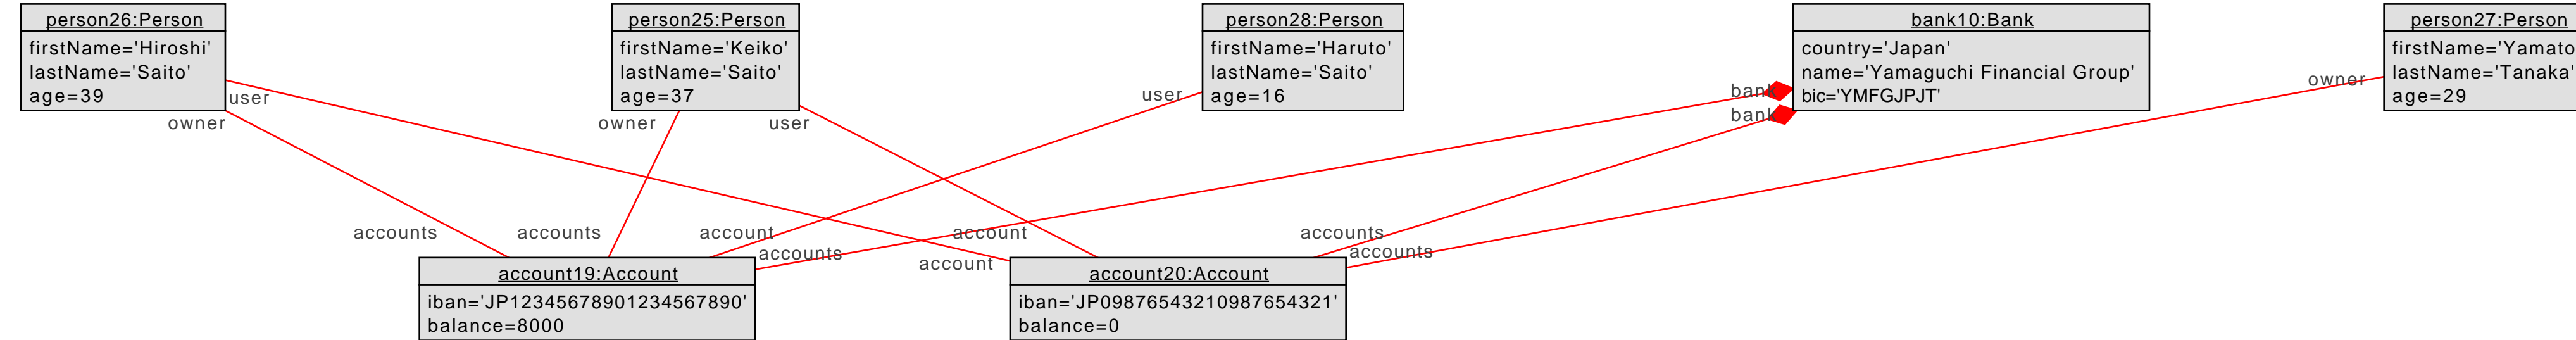 person26:Person
firstName='Hiroshi'
lastName='Saito'
age=39
person25:Person
firstName='Keiko'
lastName='Saito'
age=37
person28:Person
firstName='Haruto'
lastName='Saito'
age=16
bank10:Bank
country='Japan'
name='Yamaguchi Financial Group'
bic='YMFGJPJT'
person27:Person
firstName='Yamato
lastName='Tanaka'
age=29
user
owner
owner
user
user
bank
bank
owner
accounts
accounts
account
accounts
account
account
accounts
accounts
account19:Account
iban='JP12345678901234567890'
balance=8000
account20:Account
iban='JP09876543210987654321'
balance=0